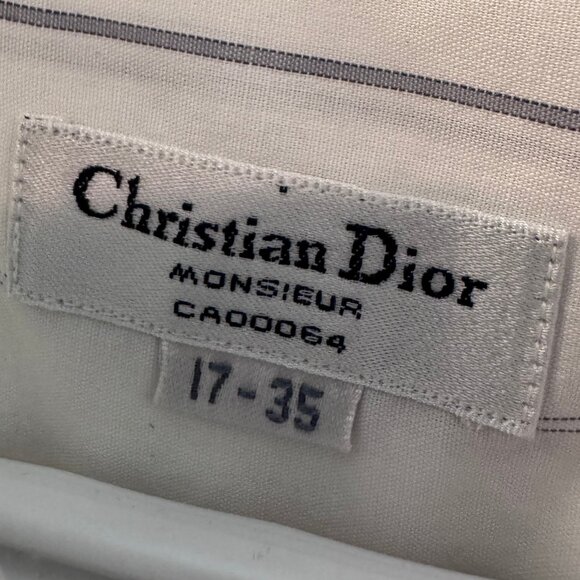 Christian Dior
MONSIEUR
CA00064
17-35